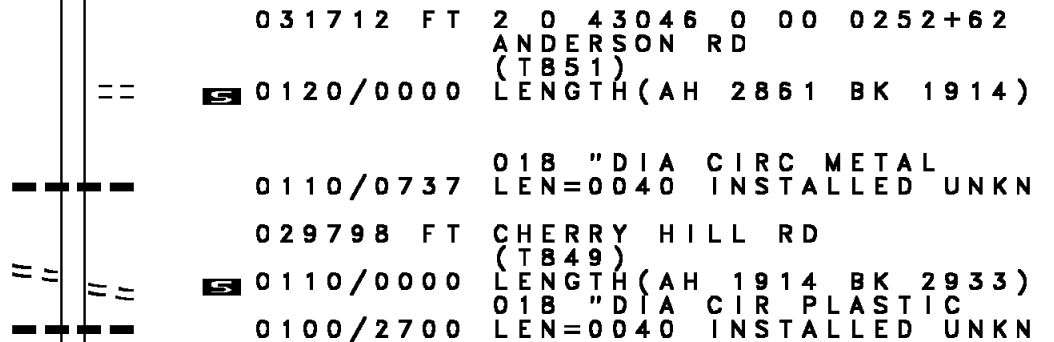 031712 FT 2 0 43046 0 00 0252+62
ANDERSON RD
(T851)
S 0120/0000 LENGTH(AH 2861 BK 1914)
018 "DIA CIRC METAL
0110/0737 LEN=0040 INSTALLED UNKN
029798 FT CHERRY HILL RD
(T849)
S 0110/0000 LENGTH(AH 1914 BK 2933)
018 "DIA CIR PLASTIC
0100/2700 LEN=0040 INSTALLED UNKN